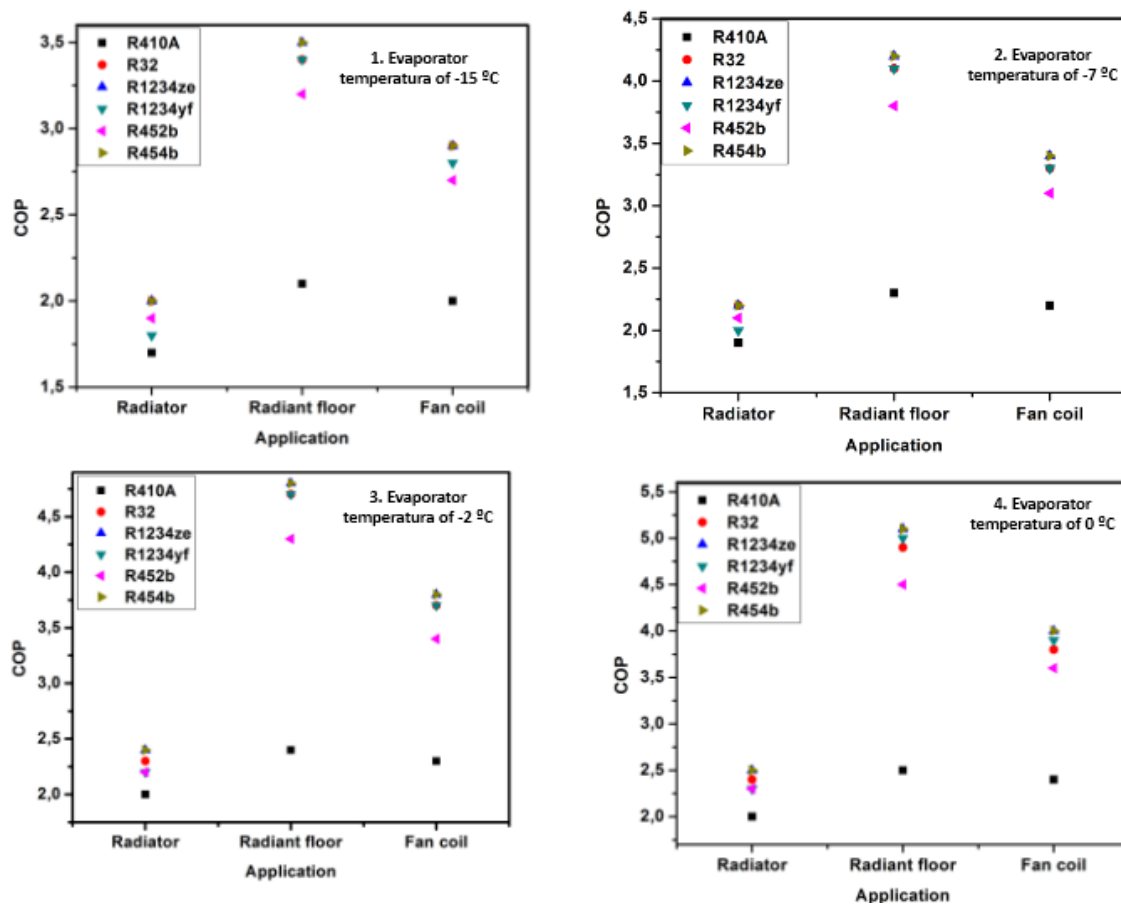 R410A
R32
R1234ze
R1234yf
R452b
R454b
1. Evaporator
temperatura of -15 ºC
3,5
3,0
2,5
2,0
1,5
COP
Radiator Radiant floor Fan coil
Application
R410A
R32
R1234ze
R1234yf
R452b
R454b
2. Evaporator
temperatura of -7 ºC
4,5
4,0
3,5
3,0
2,5
2,0
1,5
COP
Radiator Radiant floor Fan coil
Application
R410A
R32
R1234ze
R1234yf
R452b
R454b
3. Evaporator
temperatura of -2 ºC
4,5
4,0
3,5
3,0
2,5
2,0
COP
Radiator Radiant floor Fan coil
Application
R410A
R32
R1234ze
R1234yf
R452b
R454b
4. Evaporator
temperatura of 0 ºC
5,5
5,0
4,5
4,0
3,5
3,0
2,5
2,0
COP
Radiator Radiant floor Fan coil
Application